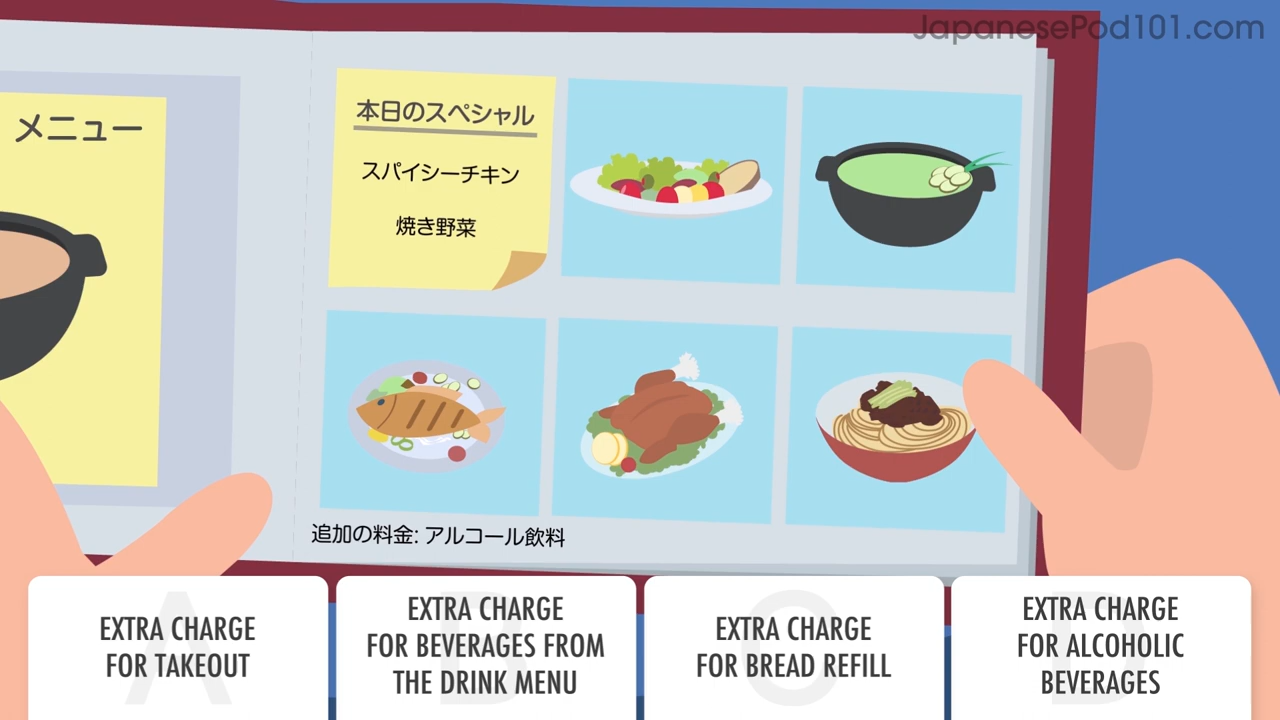 JapanesePod101.com
メニュー
本日のスペシャル
スパイシーチキン
焼き野菜
追加の料金: アルコール飲料
A
EXTRA CHARGE
FOR TAKEOUT
B
EXTRA CHARGE
FOR BEVERAGES FROM
THE DRINK MENU
C
EXTRA CHARGE
FOR BREAD REFILL
D
EXTRA CHARGE
FOR ALCOHOLIC
BEVERAGES